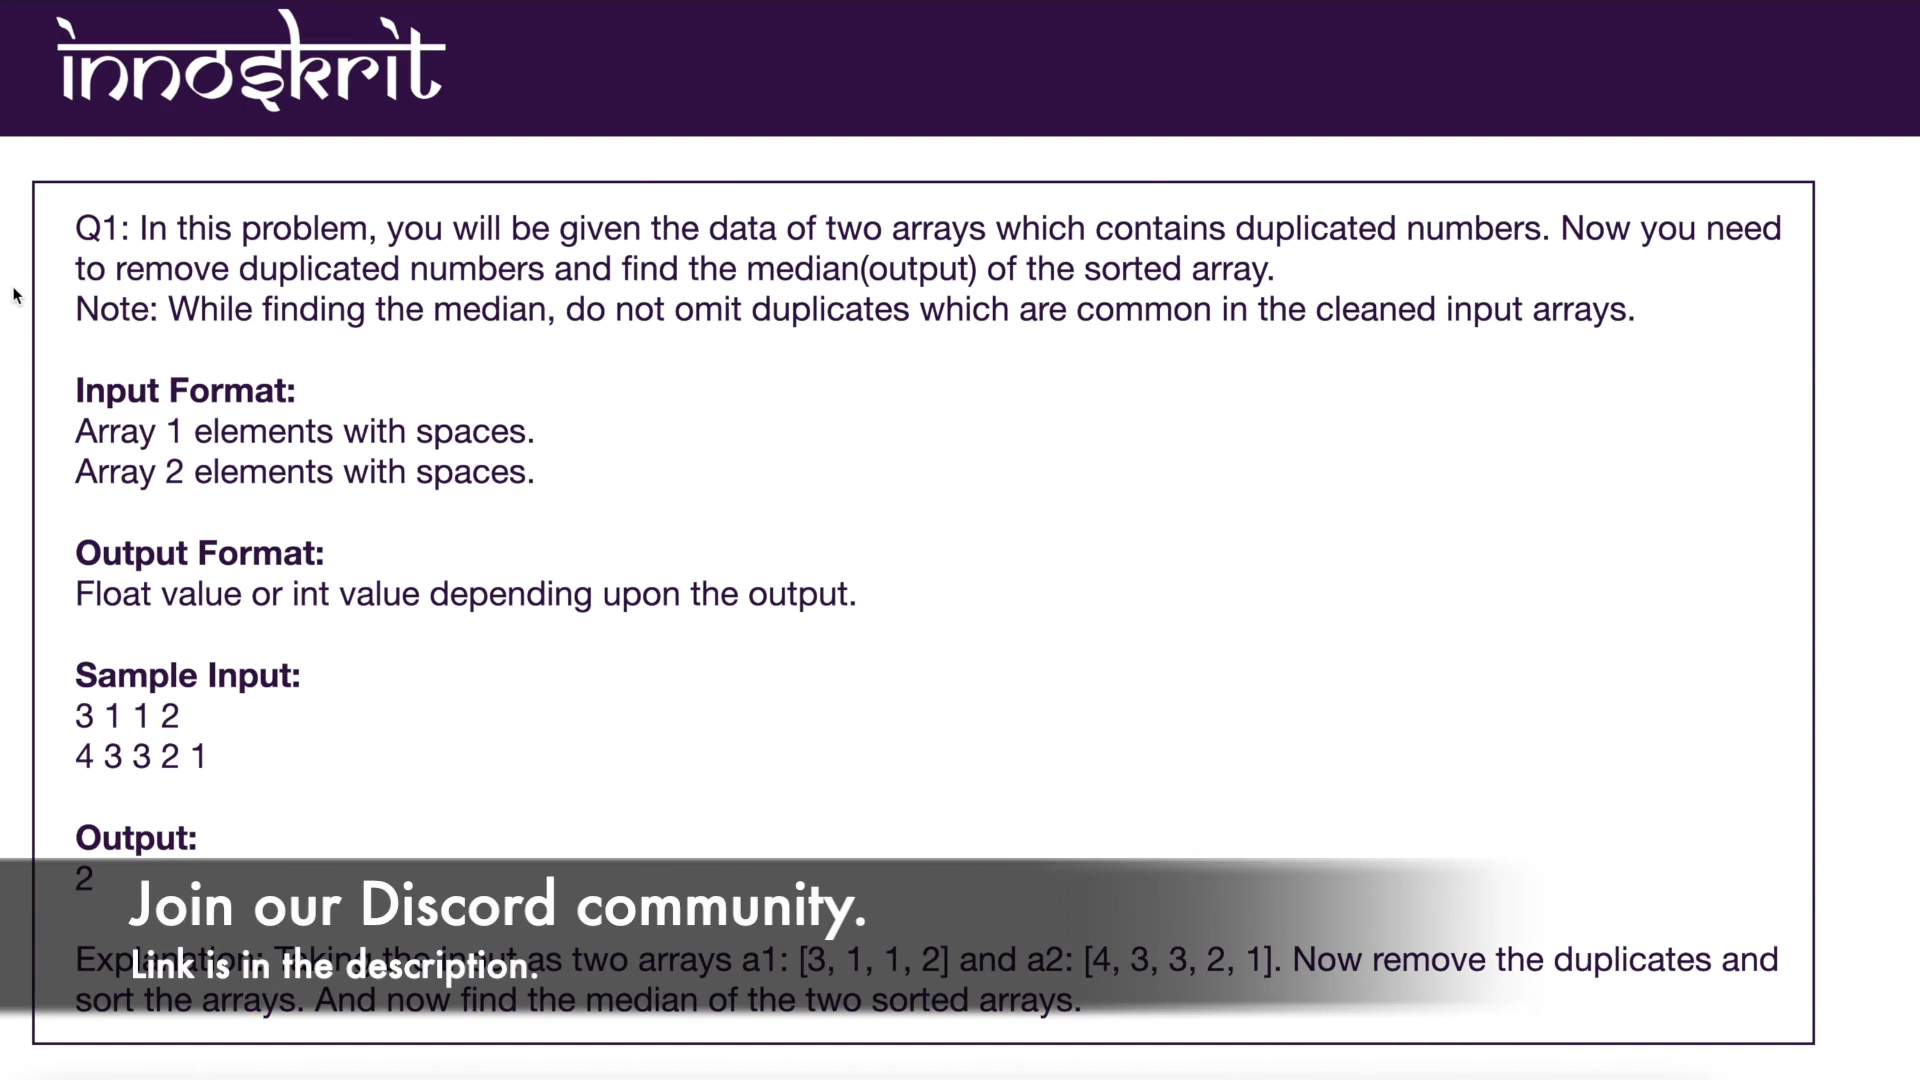 innoskrit
Q1: In this problem, you will be given the data of two arrays which contains duplicated numbers. Now you need
to remove duplicated numbers and find the median(output) of the sorted array.
Note: While finding the median, do not omit duplicates which are common in the cleaned input arrays.
Input Format:
Array 1 elements with spaces.
Array 2 elements with spaces.
Output Format:
Float value or int value depending upon the output.
Sample Input:
3 1 1 2
4 3 3 2 1
Output:
2
Join our Discord community.
Explanation: Taking the input as two arrays a1: [3, 1, 1, 2] and a2: [4, 3, 3, 2, 1]. Now remove the duplicates and
Link is in the description.
sort the arrays. And now find the median of the two sorted arrays.